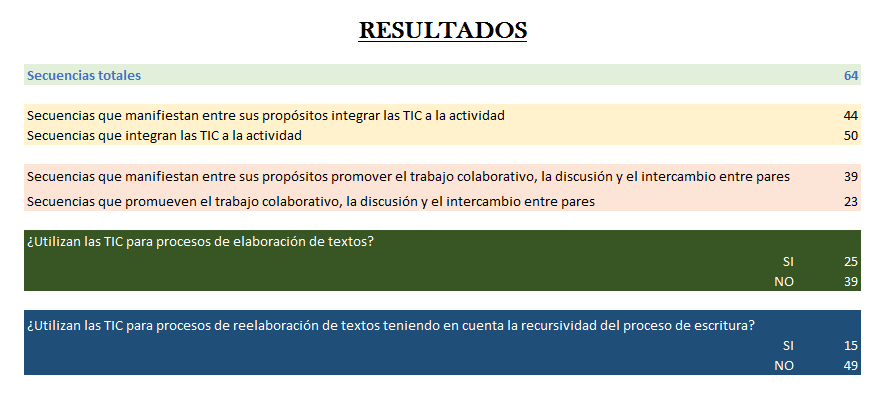 RESULTADOS
Secuencias totales 64
Secuencias que manifiestan entre sus propósitos integrar las TIC a la actividad 44
Secuencias que integran las TIC a la actividad 50
Secuencias que manifiestan entre sus propósitos promover el trabajo colaborativo, la discusión y el intercambio entre pares 39
Secuencias que promueven el trabajo colaborativo, la discusión y el intercambio entre pares 23
¿Utilizan las TIC para procesos de elaboración de textos?
SI 25
NO 39
¿Utilizan las TIC para procesos de reelaboración de textos teniendo en cuenta la recursividad del proceso de escritura?
SI 15
NO 49